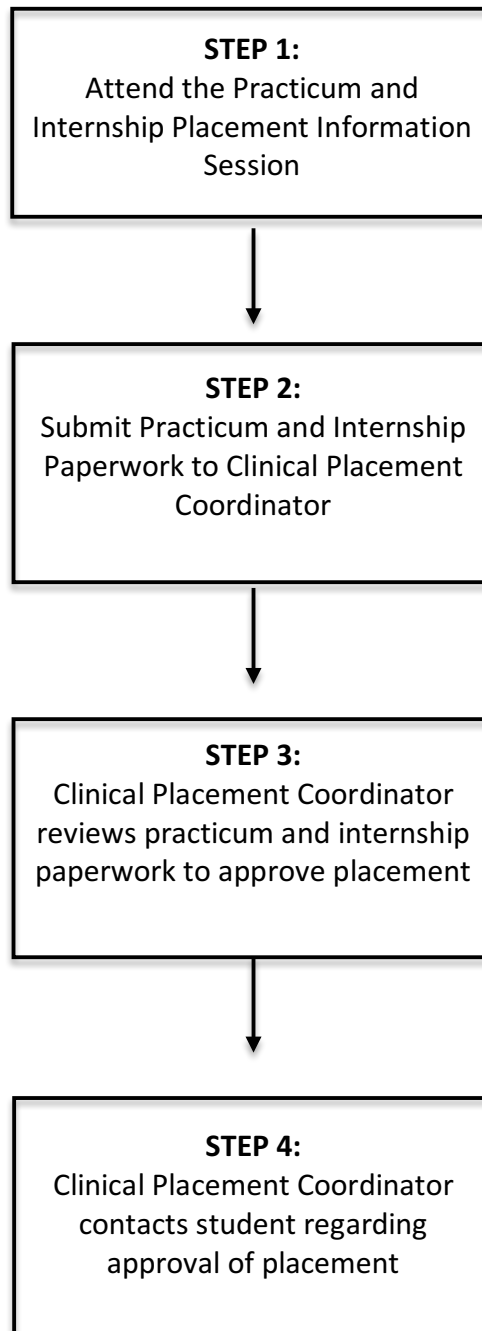 STEP 1:
Attend the Practicum and
Internship Placement Information
Session
STEP 2:
Submit Practicum and Internship
Paperwork to Clinical Placement
Coordinator
STEP 3:
Clinical Placement Coordinator
reviews practicum and internship
paperwork to approve placement
STEP 4:
Clinical Placement Coordinator
contacts student regarding
approval of placement